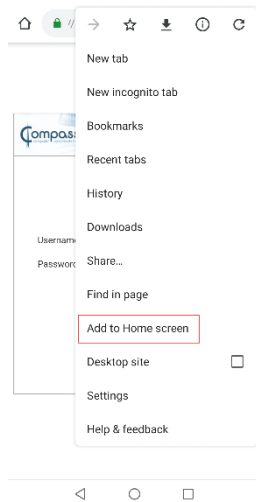 New tab
New incognito tab
Compass
Bookmarks
Recent tabs
History
Downloads
Username
Share...
Password
Find in page
Add to Home screen
Desktop site
Settings
Help & feedback